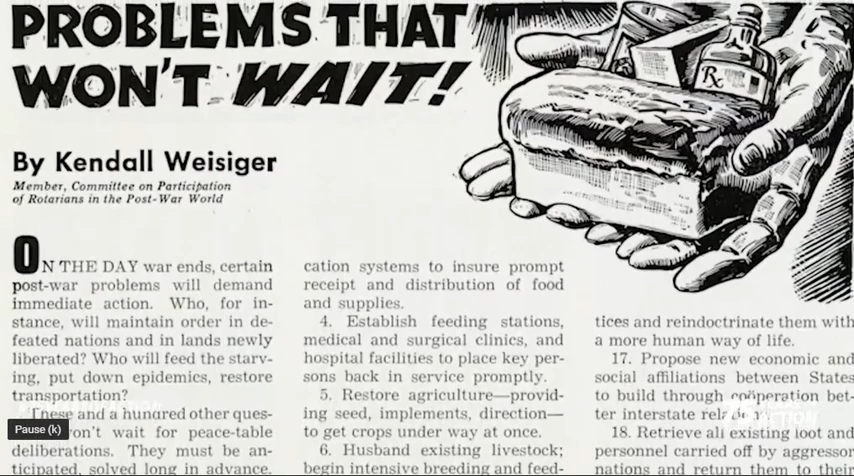 PROBLEMS THAT
WON'T WAIT!
Rx
By Kendall Weisiger
Member, Committee on Participation
of Rotarians in the Post-War World
ON THE DAY war ends, certain
post-war problems will demand
immediate action. Who, for in-
stance, will maintain order in de-
feated nations and in lands newly
liberated? Who will feed the starv-
ing, put down epidemics, restore
These and a hundred other ques-
won't wait for peace-table
deliberations. They must be an-
ticipated, solved long in advance.
cation systems to insure prompt
receipt and distribution of food
and supplies.
4. Establish feeding stations,
medical and surgical clinics, and
hospital facilities to place key per-
sons back in service promptly.
5. Restore agriculture—provid-
ing seed, implements, direction—
to get crops under way at once.
6. Husband existing livestock;
begin intensive breeding and feed-
tices and reindoctrinate them with
a more human way of life.
17. Propose new economic and
social affiliations between States
to build through bet-
ter interstate
18. Retrieve all existing loot and
personnel carried off by aggressor
nations and return them to their
ACTION
Pause (k)